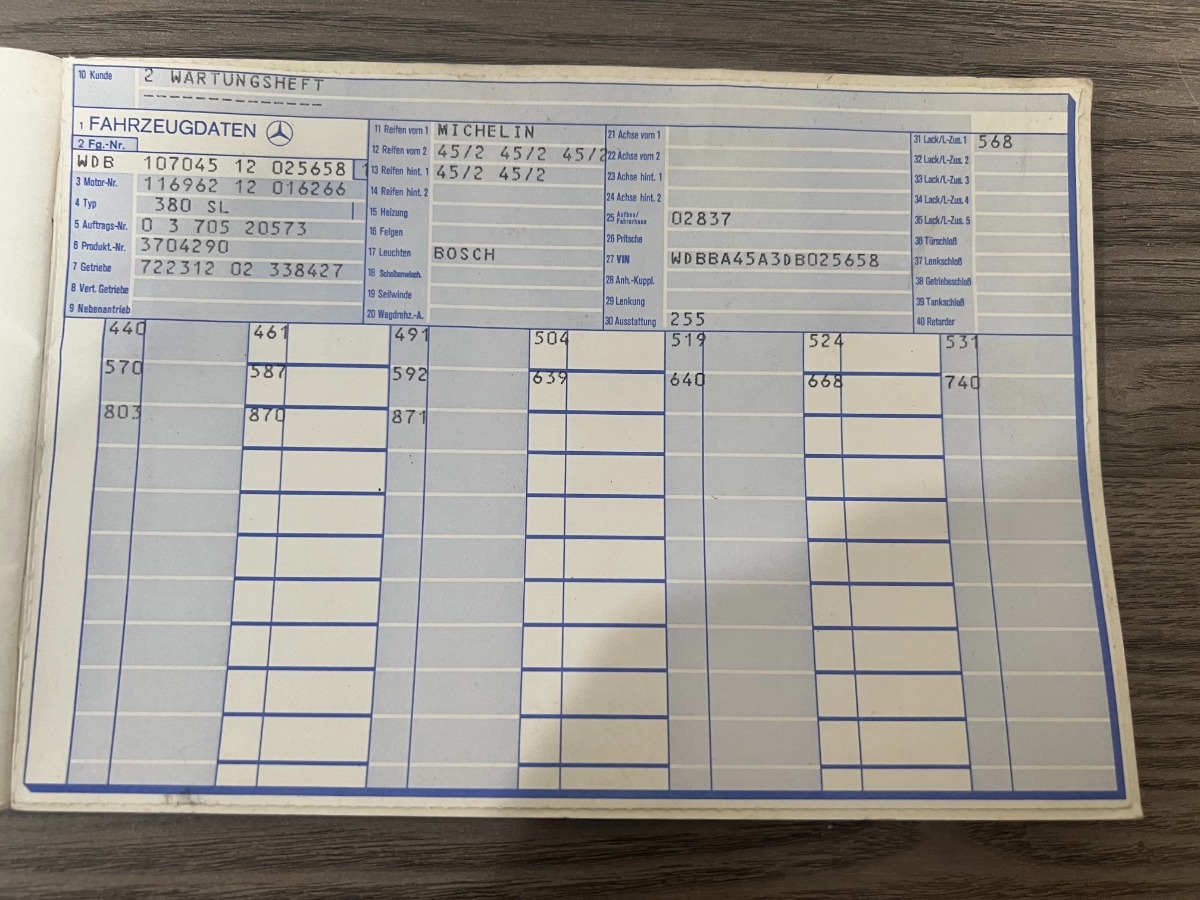 10 Kunde 2 WARTUNGSHEFT
--------------
1 FAHRZEUGDATEN
2 Fg.-Nr.
WDB 107045 12 025658
3 Motor-Nr. 116962 12 016266
4 Typ 380 SL
5 Auftrags-Nr. 0 3 705 20573
6 Produkt.-Nr. 3704290
7 Getriebe 722312 02 338427
8 Vert. Getriebe
9 Nebenantrieb
11 Reifen vorn 1 MICHELIN
12 Reifen vorn 2 45/2 45/2 45/2
13 Reifen hint. 1 45/2 45/2
14 Reifen hint. 2
15 Heizung
16 Felgen
17 Leuchten BOSCH
18 Scheibenwisch.
19 Seilwinde
20 Wegdrehz.-A.
21 Achse vorn 1
22 Achse vorn 2
23 Achse hint. 1
24 Achse hint. 2
25 Aufbau/Fahrerhaus 02837
26 Pritsche
27 VIN WDBBA45A3DB025658
28 Anh.-Kuppl.
29 Lenkung
30 Ausstattung 255
31 Lack/L-Zus. 1 568
32 Lack/L-Zus. 2
33 Lack/L-Zus. 3
34 Lack/L-Zus. 4
35 Lack/L-Zus. 5
36 Türschloß
37 Lenkschloß
38 Getriebeschloß
39 Tankschloß
40 Retarder
440 461 491 504 519 524 531
570 587 592 639 640 668 740
803 870 871